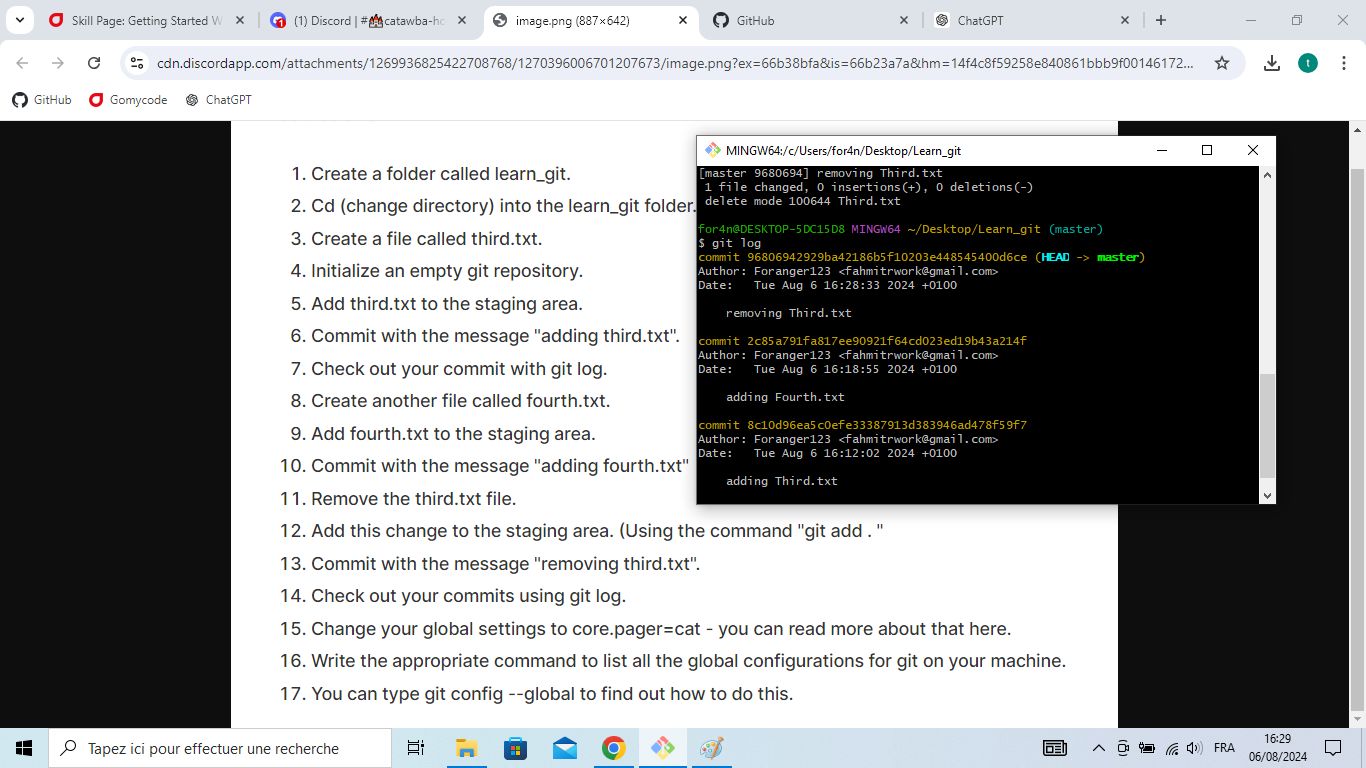 Skill Page: Getting Started W
(1) Discord | #🏰catawba-ho
image.png (887×642)
GitHub
ChatGPT
cdn.discordapp.com/attachments/1269936825422708768/1270396006701207673/image.png?ex=66b38bfa&is=66b23a7a&hm=14f4c8f59258e840861bbb9f00146172...
t
GitHub
Gomycode
ChatGPT
1. Create a folder called learn_git.
2. Cd (change directory) into the learn_git folder.
3. Create a file called third.txt.
4. Initialize an empty git repository.
5. Add third.txt to the staging area.
6. Commit with the message "adding third.txt".
7. Check out your commit with git log.
8. Create another file called fourth.txt.
9. Add fourth.txt to the staging area.
10. Commit with the message "adding fourth.txt"
11. Remove the third.txt file.
12. Add this change to the staging area. (Using the command "git add . "
13. Commit with the message "removing third.txt".
14. Check out your commits using git log.
15. Change your global settings to core.pager=cat - you can read more about that here.
16. Write the appropriate command to list all the global configurations for git on your machine.
17. You can type git config --global to find out how to do this.
MINGW64:/c/Users/for4n/Desktop/Learn_git
[master 9680694] removing Third.txt
1 file changed, 0 insertions(+), 0 deletions(-)
delete mode 100644 Third.txt
for4n@DESKTOP-5DC15D8 MINGW64 ~/Desktop/Learn_git (master)
$ git log
commit 96806942929ba42186b5f10203e448545400d6ce (HEAD -> master)
Author: Foranger123 <fahmitrwork@gmail.com>
Date:   Tue Aug 6 16:28:33 2024 +0100
removing Third.txt
commit 2c85a791fa817ee90921f64cd023ed19b43a214f
Author: Foranger123 <fahmitrwork@gmail.com>
Date:   Tue Aug 6 16:18:55 2024 +0100
adding Fourth.txt
commit 8c10d96ea5c0efe33387913d383946ad478f59f7
Author: Foranger123 <fahmitrwork@gmail.com>
Date:   Tue Aug 6 16:12:02 2024 +0100
adding Third.txt
Tapez ici pour effectuer une recherche
FRA
16:29
06/08/2024